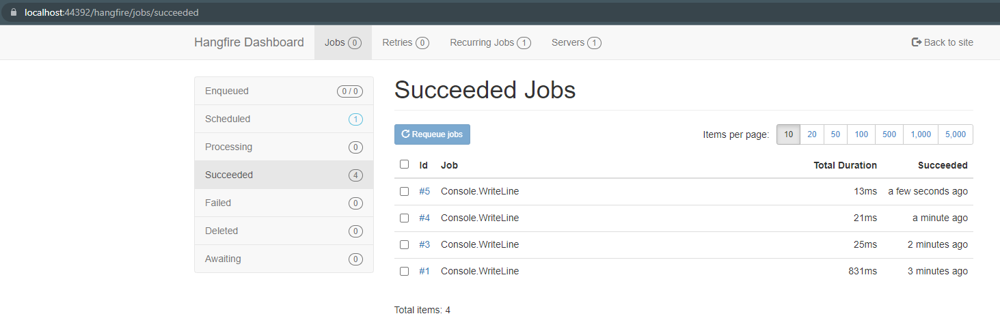 localhost:44392/hangfire/jobs/succeeded
Hangfire Dashboard Jobs 0 Retries 0 Recurring Jobs 1 Servers 1 Back to site
Enqueued 0 / 0
Scheduled 1
Processing 0
Succeeded 4
Failed 0
Deleted 0
Awaiting 0
Succeeded Jobs
Requeue jobs Items per page: 10 20 50 100 500 1,000 5,000
Id Job Total Duration Succeeded
#5 Console.WriteLine 13ms a few seconds ago
#4 Console.WriteLine 21ms a minute ago
#3 Console.WriteLine 25ms 2 minutes ago
#1 Console.WriteLine 831ms 3 minutes ago
Total items: 4